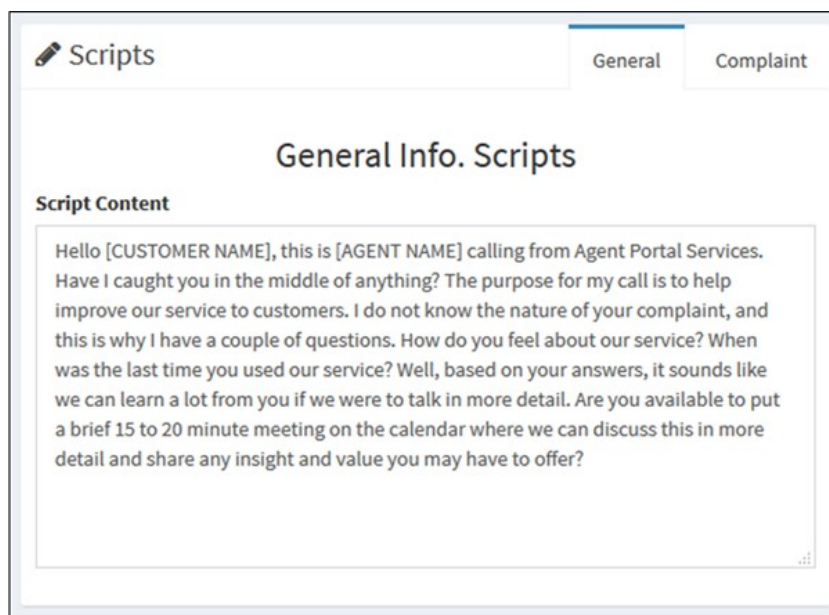 Scripts
General
Complaint
General Info. Scripts
Script Content
Hello [CUSTOMER NAME], this is [AGENT NAME] calling from Agent Portal Services.
Have I caught you in the middle of anything? The purpose for my call is to help
improve our service to customers. I do not know the nature of your complaint, and
this is why I have a couple of questions. How do you feel about our service? When
was the last time you used our service? Well, based on your answers, it sounds like
we can learn a lot from you if we were to talk in more detail. Are you available to put
a brief 15 to 20 minute meeting on the calendar where we can discuss this in more
detail and share any insight and value you may have to offer?